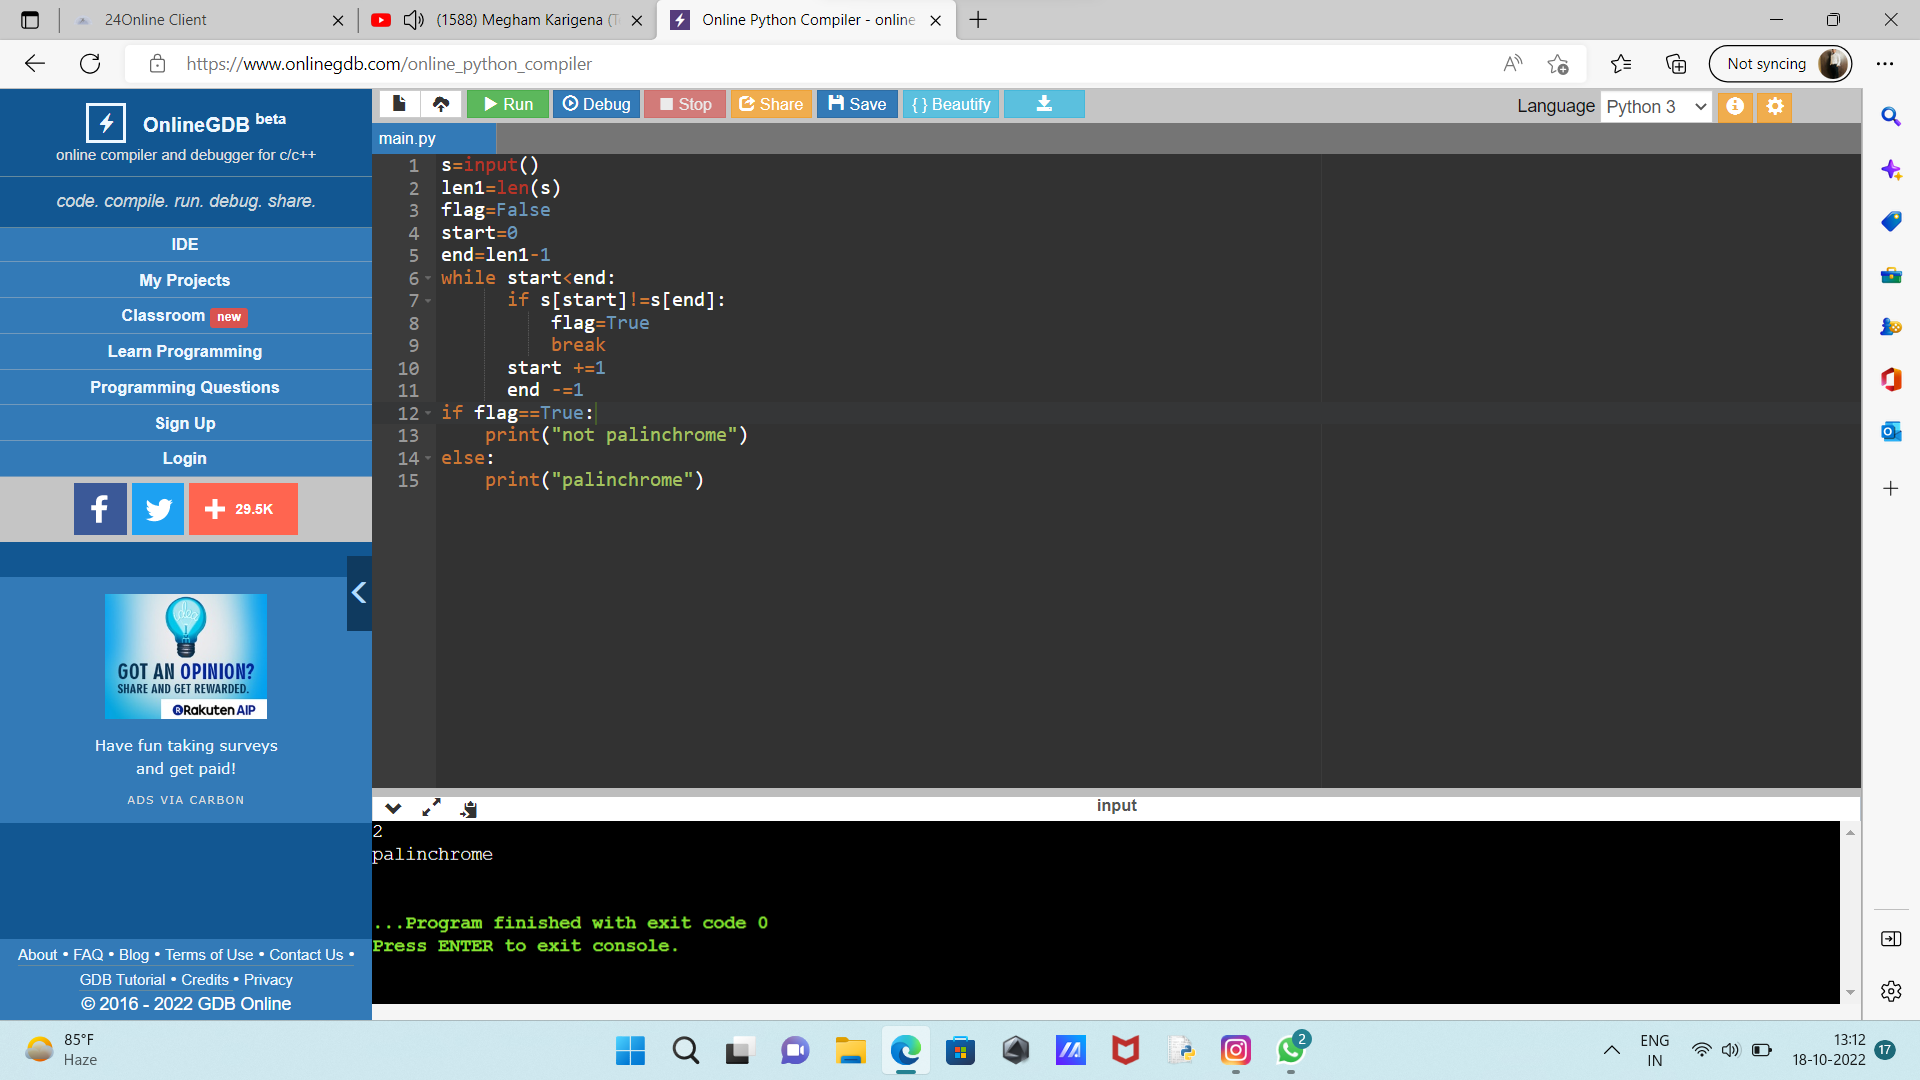 24Online Client
(1588) Megham Karigena (T
Online Python Compiler - online
https://www.onlinegdb.com/online_python_compiler
A))
Not syncing
OnlineGDB beta
online compiler and debugger for c/c++
code. compile. run. debug. share.
IDE
My Projects
Classroom new
Learn Programming
Programming Questions
Sign Up
Login
f
+ 29.5K
idea
GOT AN OPINION?
SHARE AND GET REWARDED.
Rakuten AIP
Have fun taking surveys
and get paid!
ADS VIA CARBON
About • FAQ • Blog • Terms of Use • Contact Us •
GDB Tutorial • Credits • Privacy
© 2016 - 2022 GDB Online
Run Debug Stop Share Save { } Beautify
Language Python 3
main.py
1 s=input()
2 len1=len(s)
3 flag=False
4 start=0
5 end=len1-1
6 while start<end:
7 if s[start]!=s[end]:
8 flag=True
9 break
10 start +=1
11 end -=1
12 if flag==True:
13 print("not palinchrome")
14 else:
15 print("palinchrome")
input
2
palinchrome
...Program finished with exit code 0
Press ENTER to exit console.
85°F
Haze
2
ENG
IN
13:12
18-10-2022
17